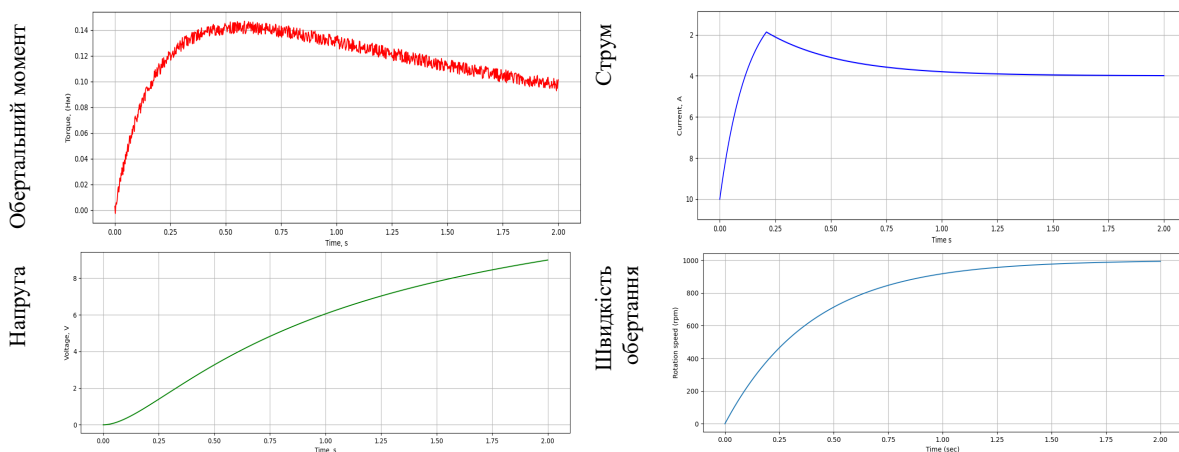 Обертальний момент
Torque, (Нм)
0.14
0.12
0.10
0.08
0.06
0.04
0.02
0.00
0.00 0.25 0.50 0.75 1.00 1.25 1.50 1.75 2.00
Time, s
Струм
Current, A
2
4
6
8
10
0.00 0.25 0.50 0.75 1.00 1.25 1.50 1.75 2.00
Time s
Напруга
Voltage, V
8
6
4
2
0
0.00 0.25 0.50 0.75 1.00 1.25 1.50 1.75 2.00
Time, s
Швидкість
обертання
Rotation speed (rpm)
1000
800
600
400
200
0
0.00 0.25 0.50 0.75 1.00 1.25 1.50 1.75 2.00
Time (sec)